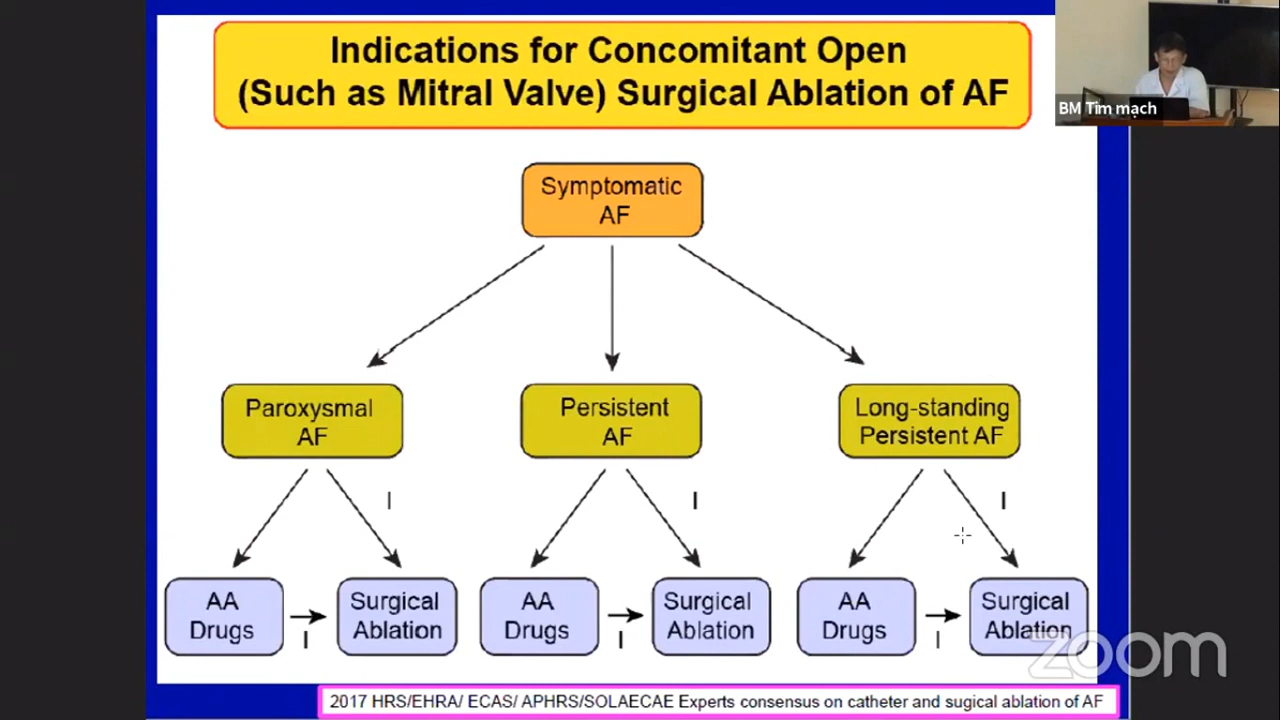 Indications for Concomitant Open
(Such as Mitral Valve) Surgical Ablation of AF
BM Tim mạch
Symptomatic
AF
Paroxysmal
AF
Persistent
AF
Long-standing
Persistent AF
I
I
I
AA
Drugs
I
Surgical
Ablation
AA
Drugs
I
Surgical
Ablation
AA
Drugs
I
Surgical
Ablation
zoom
2017 HRS/EHRA/ ECAS/ APHRS/SOLAECAE Experts consensus on catheter and sugical ablation of AF